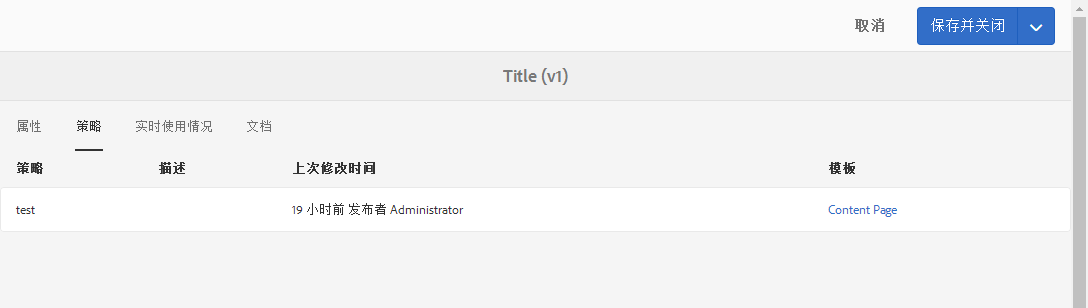 取消 保存并关闭
Title (v1)
属性 策略 实时使用情况 文档
策略 描述 上次修改时间 模板
test 19 小时前 发布者 Administrator Content Page